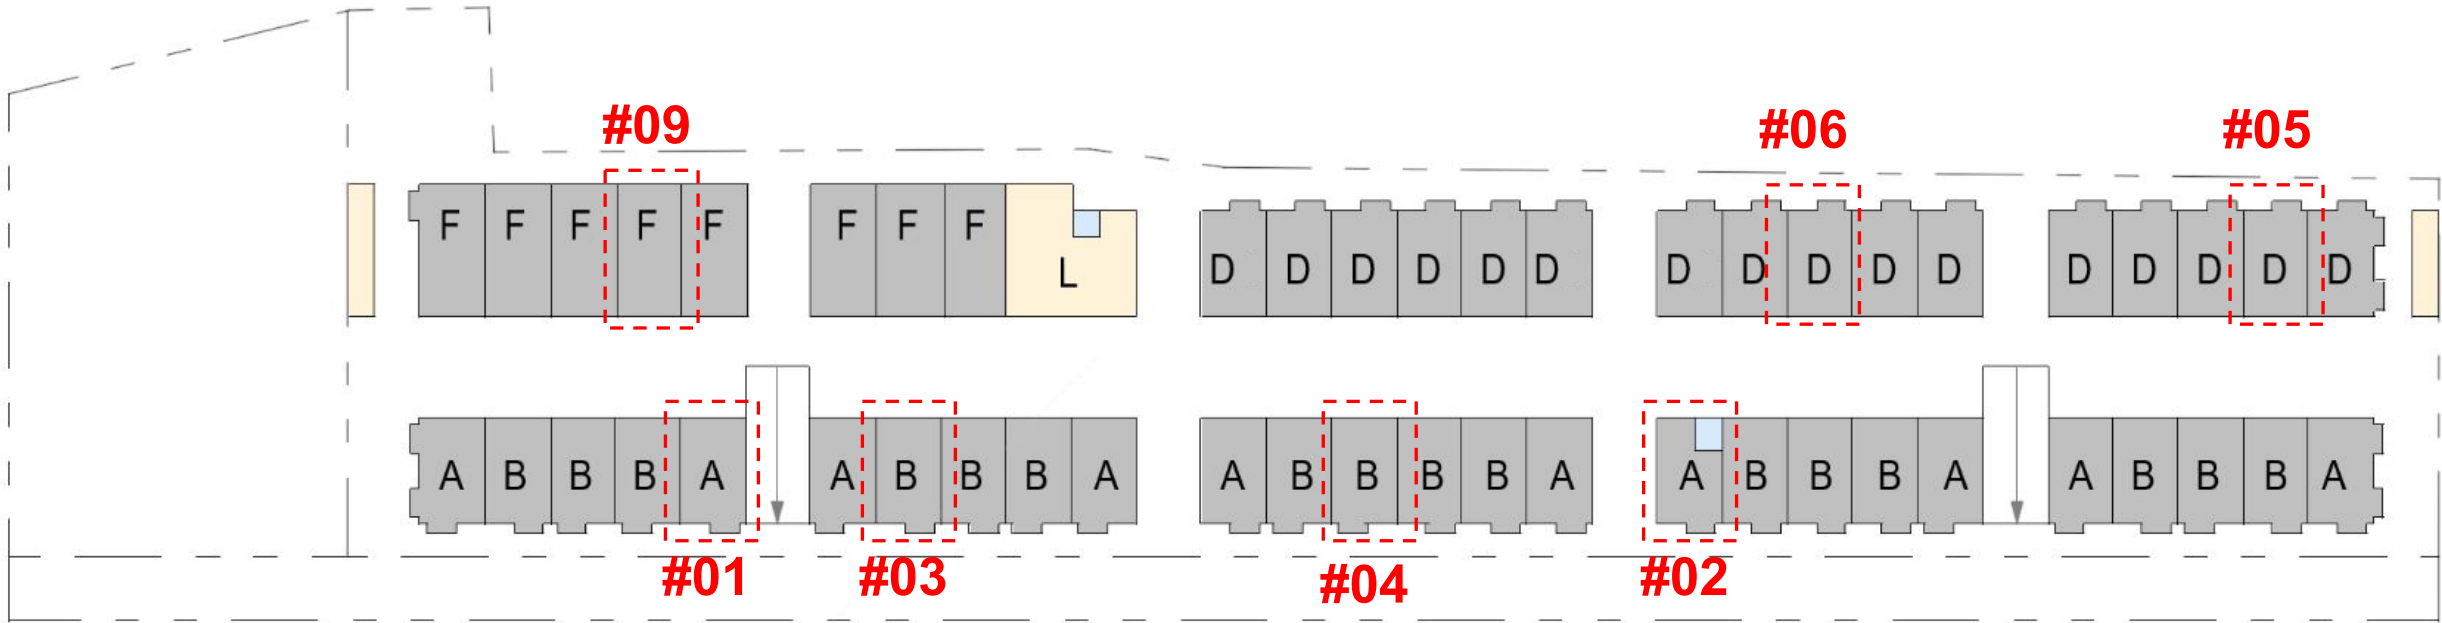 #09 #06 #05
F F F F F F F F L D D D D D D D D D D D D D D D D
A B B B A A B B B A A B B B B A A B B B A A B B B A
#01 #03 #04 #02